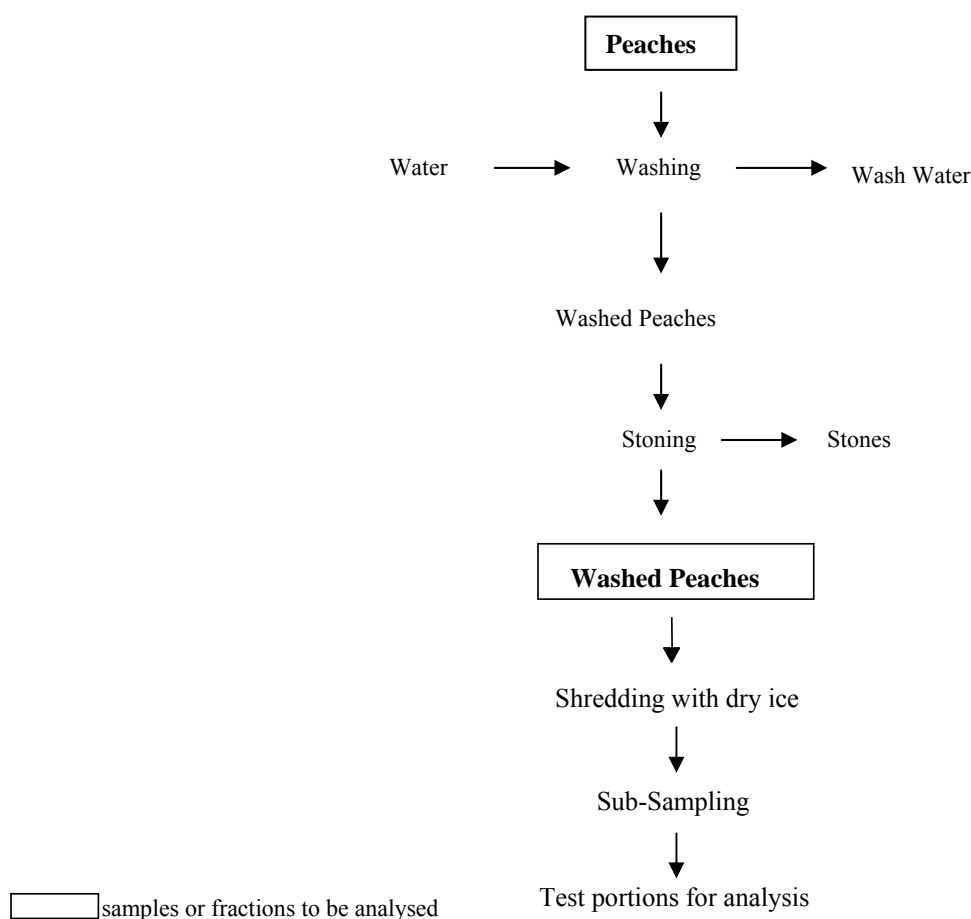 Peaches
Water
Washing
Wash Water
Washed Peaches
Stoning
Stones
Washed Peaches
Shredding with dry ice
Sub-Sampling
Test portions for analysis
samples or fractions to be analysed